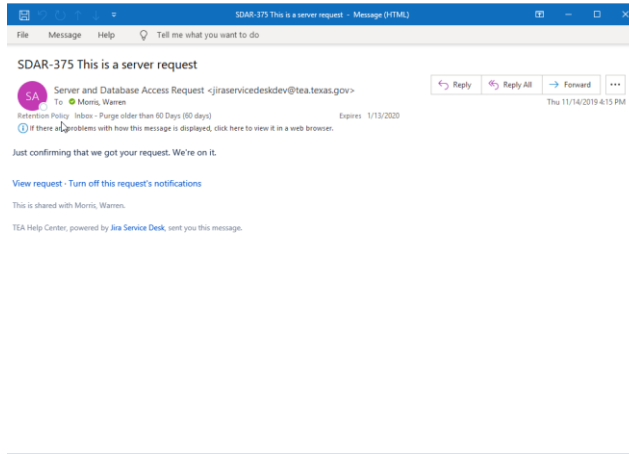 SDAR-375 This is a server request - Message (HTML)
File Message Help Tell me what you want to do
SDAR-375 This is a server request
SA
Server and Database Access Request <jiraservicedeskdev@tea.texas.gov>
Reply Reply All Forward ...
To Morris, Warren
Thu 11/14/2019 4:15 PM
Retention Policy Inbox - Purge older than 60 Days (60 days) Expires 1/13/2020
If there are problems with how this message is displayed, click here to view it in a web browser.
Just confirming that we got your request. We're on it.
View request · Turn off this request's notifications
This is shared with Morris, Warren.
TEA Help Center, powered by Jira Service Desk, sent you this message.